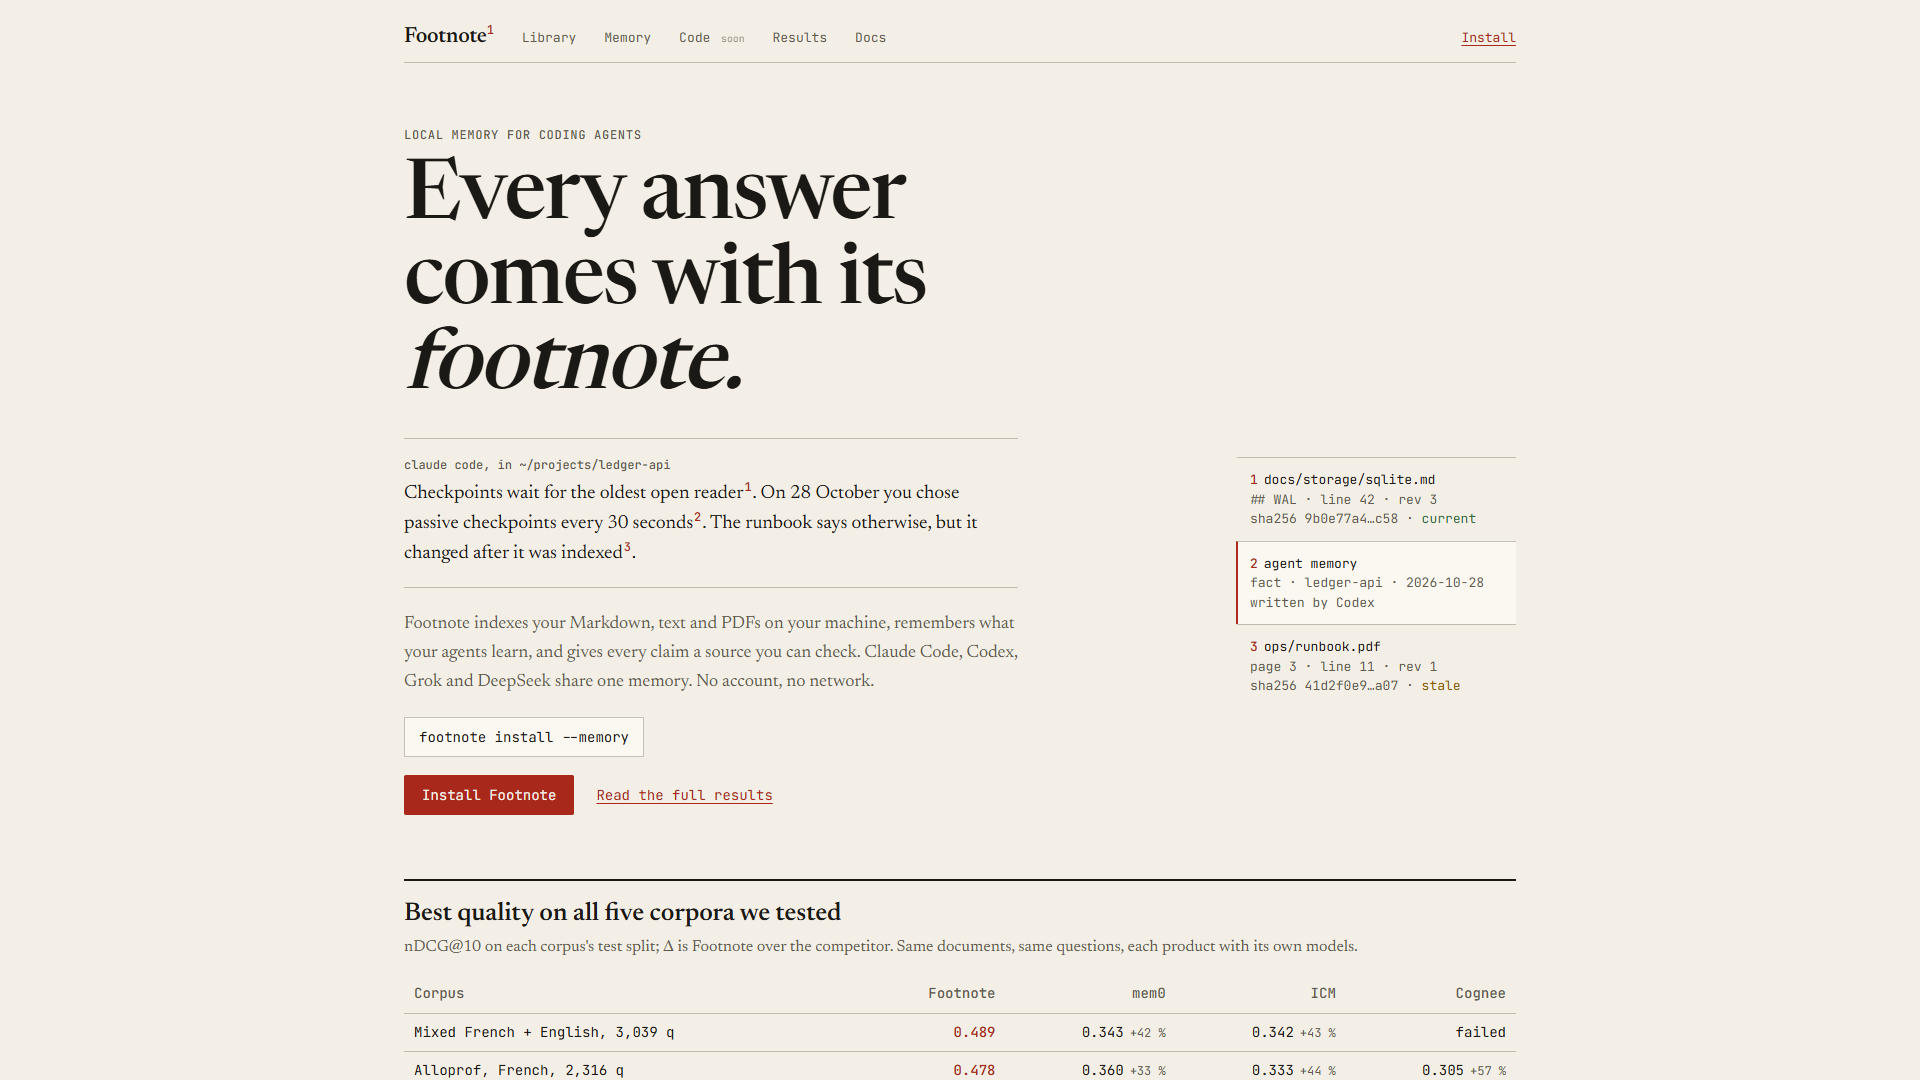 Footnote1 Library Memory Code soon Results Docs Install
LOCAL MEMORY FOR CODING AGENTS
Every answer
comes with its
footnote.
claude code, in ~/projects/ledger-api
Checkpoints wait for the oldest open reader1. On 28 October you chose
passive checkpoints every 30 seconds2. The runbook says otherwise, but it
changed after it was indexed3.
1 docs/storage/sqlite.md
## WAL · line 42 · rev 3
sha256 9b0e77a4…c58 · current
2 agent memory
fact · ledger-api · 2026-10-28
written by Codex
3 ops/runbook.pdf
page 3 · line 11 · rev 1
sha256 41d2f0e9…a07 · stale
Footnote indexes your Markdown, text and PDFs on your machine, remembers what
your agents learn, and gives every claim a source you can check. Claude Code, Codex,
Grok and DeepSeek share one memory. No account, no network.
footnote install --memory
Install Footnote Read the full results
Best quality on all five corpora we tested
nDCG@10 on each corpus's test split; Δ is Footnote over the competitor. Same documents, same questions, each product with its own models.
Corpus Footnote mem0 ICM Cognee
Mixed French + English, 3,039 q 0.489 0.343 +42 % 0.342 +43 % failed
Alloprof, French, 2,316 q 0.478 0.360 +33 % 0.333 +44 % 0.305 +57 %